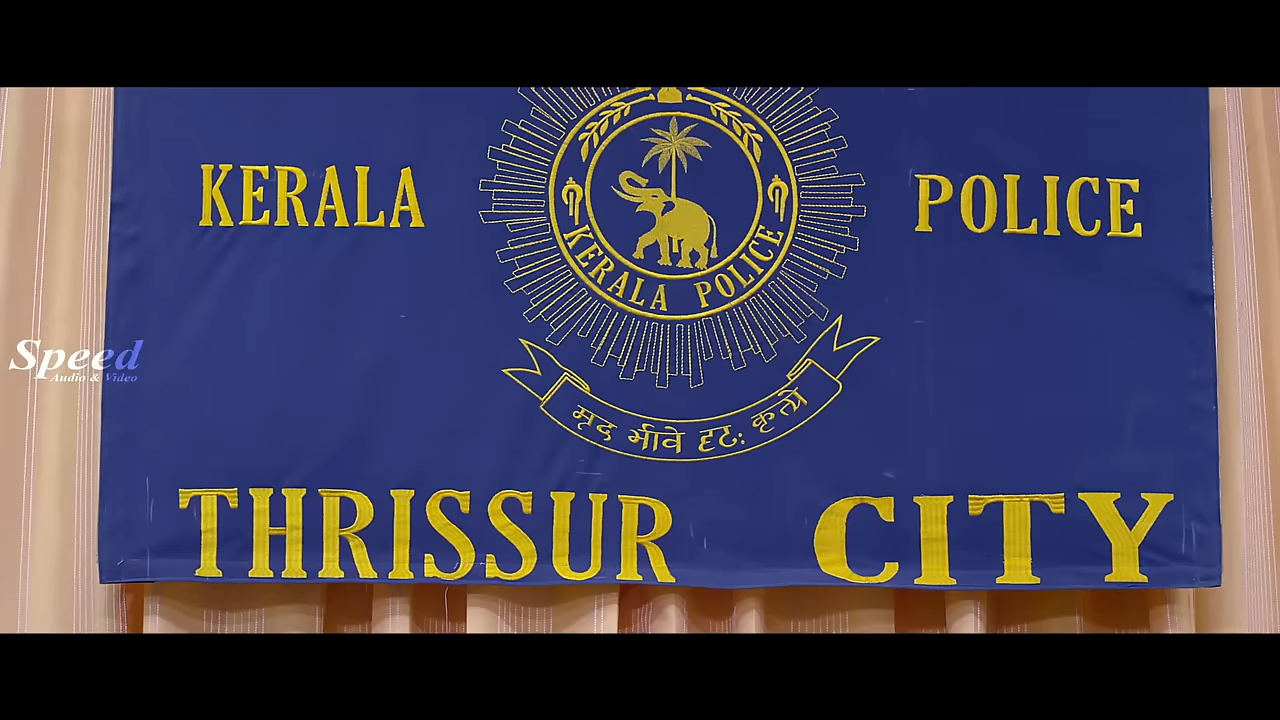 KERALA POLICE
KERALA POLICE
मृदु भावे दृढ: कृत्ये
THRISSUR CITY
Speed
Audio & Video